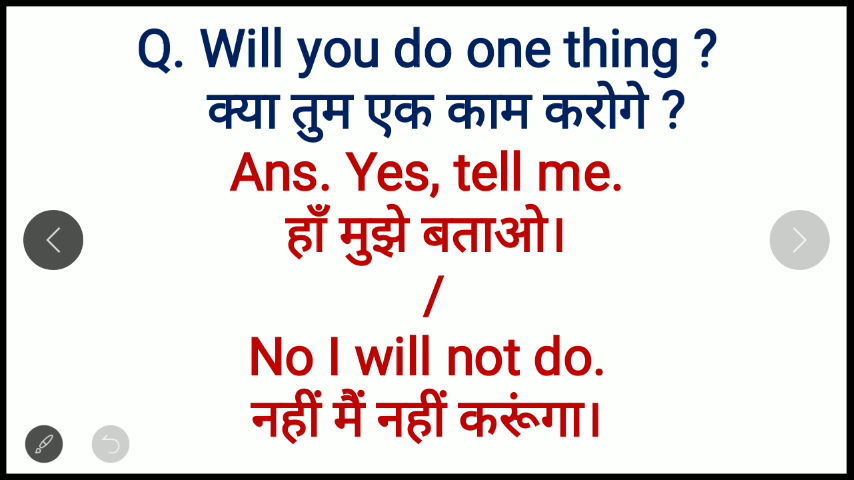 Q. Will you do one thing ?
क्या तुम एक काम करोगे ?
Ans. Yes, tell me.
हाँ मुझे बताओ।
/
No I will not do.
नहीं मैं नहीं करूंगा।